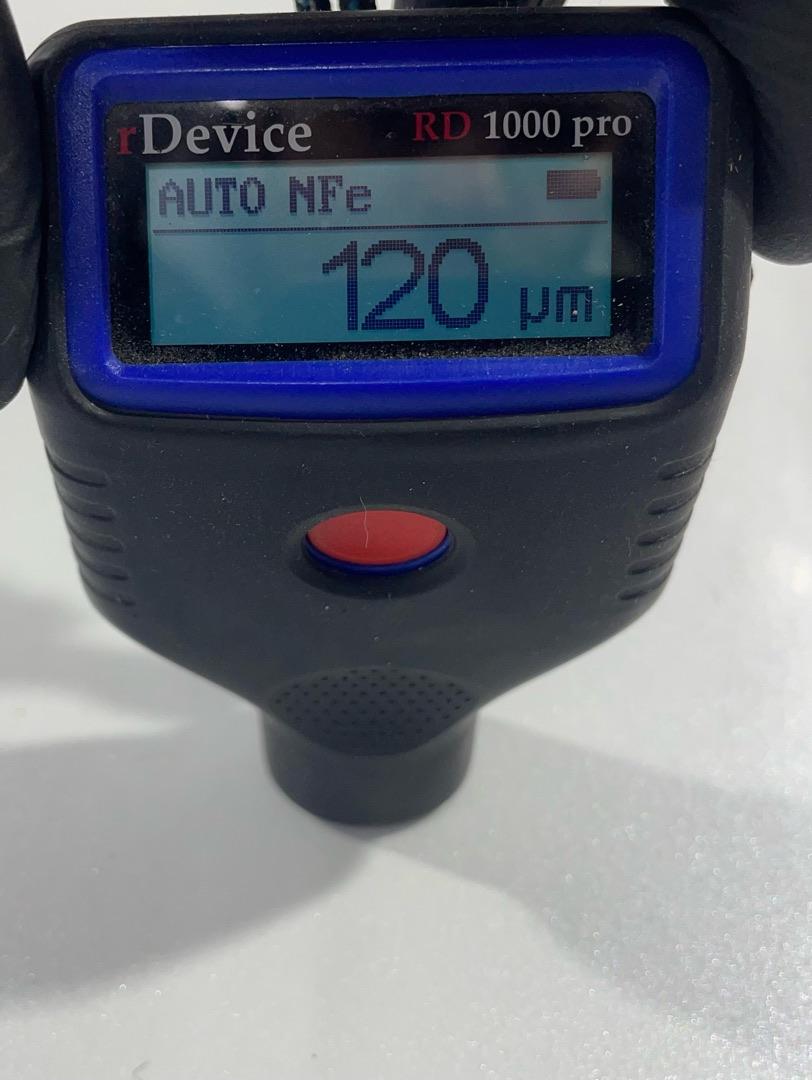 rDevice RD 1000 pro
AUTO NFe
120 µm